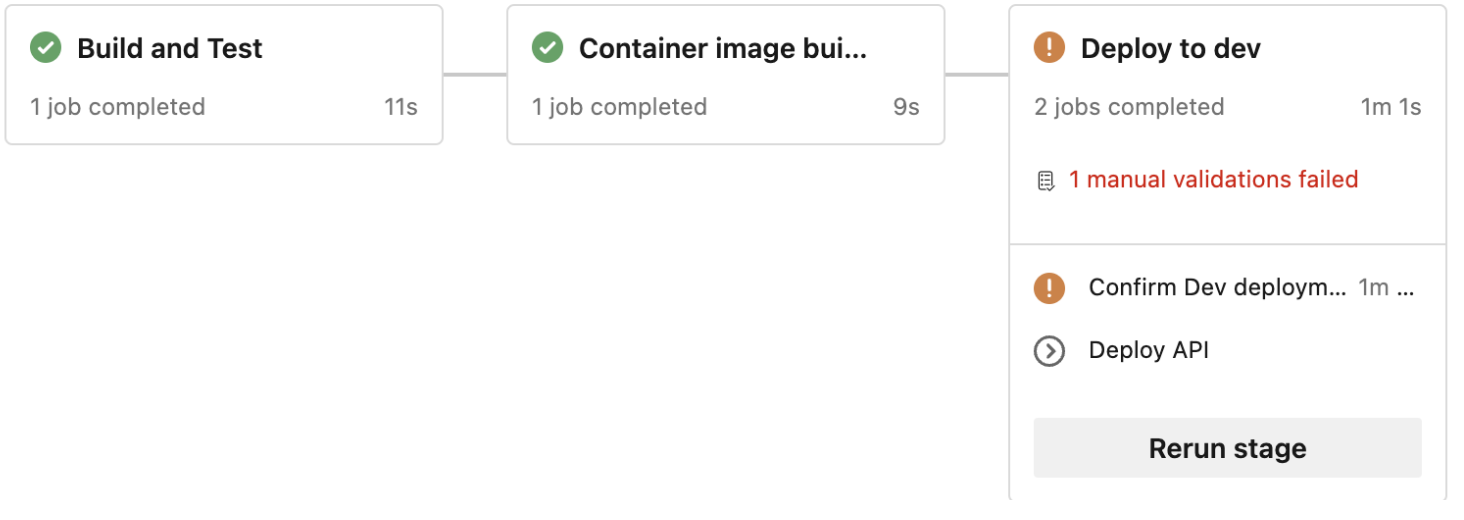 Build and Test
1 job completed 11s
Container image bui...
1 job completed 9s
Deploy to dev
2 jobs completed 1m 1s
1 manual validations failed
Confirm Dev deploym... 1m ...
Deploy API
Rerun stage